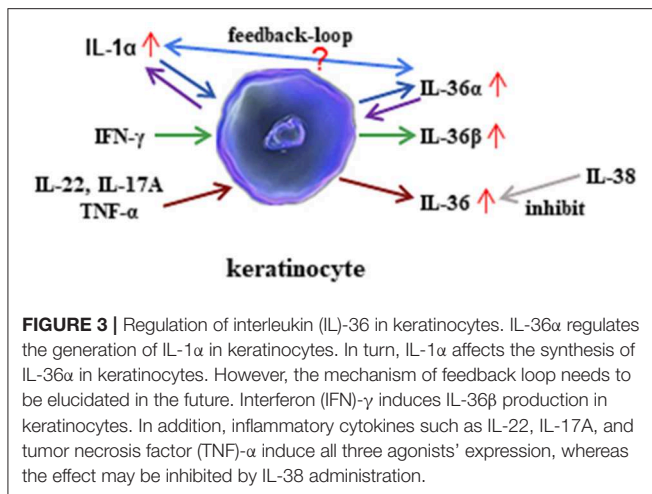 feedback-loop
IL-1α
?
IL-36α
IFN-γ
IL-36β
IL-22, IL-17A
TNF-α
IL-36
IL-38
inhibit
keratinocyte
FIGURE 3 | Regulation of interleukin (IL)-36 in keratinocytes. IL-36α regulates
the generation of IL-1α in keratinocytes. In turn, IL-1α affects the synthesis of
IL-36α in keratinocytes. However, the mechanism of feedback loop needs to
be elucidated in the future. Interferon (IFN)-γ induces IL-36β production in
keratinocytes. In addition, inflammatory cytokines such as IL-22, IL-17A, and
tumor necrosis factor (TNF)-α induce all three agonists' expression, whereas
the effect may be inhibited by IL-38 administration.